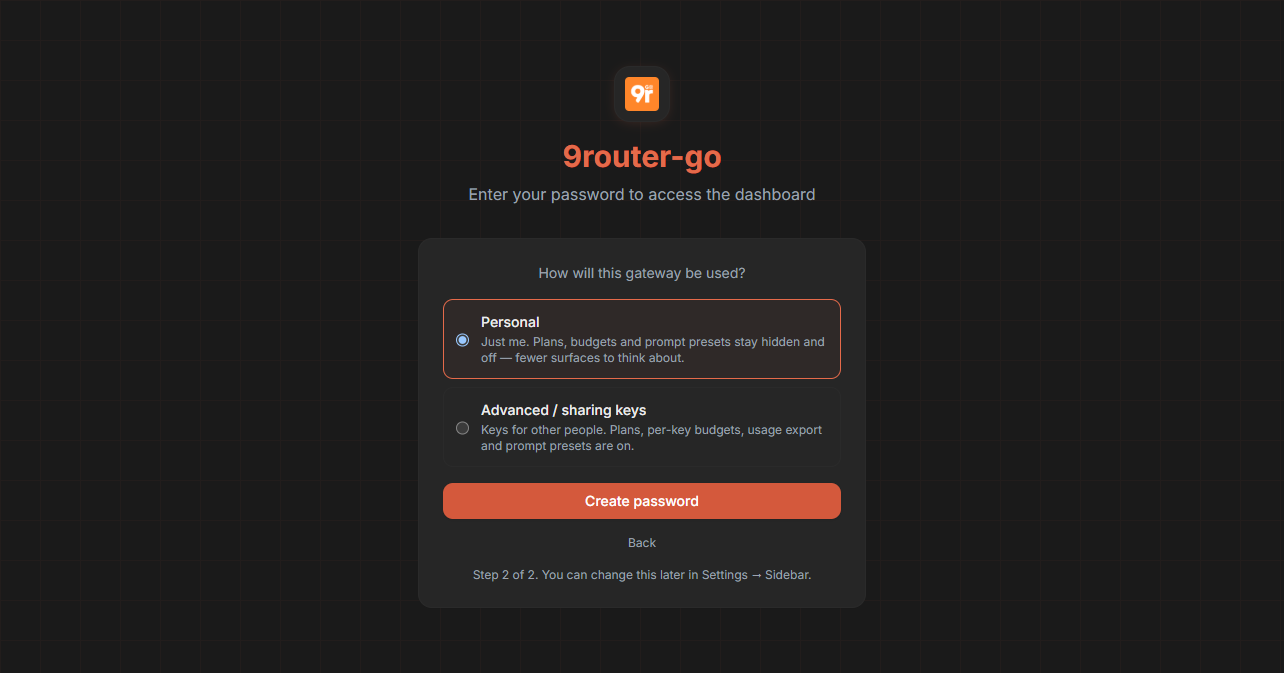 9r
GO
9router-go
Enter your password to access the dashboard
How will this gateway be used?
Personal
Just me. Plans, budgets and prompt presets stay hidden and
off — fewer surfaces to think about.
Advanced / sharing keys
Keys for other people. Plans, per-key budgets, usage export
and prompt presets are on.
Create password
Back
Step 2 of 2. You can change this later in Settings → Sidebar.